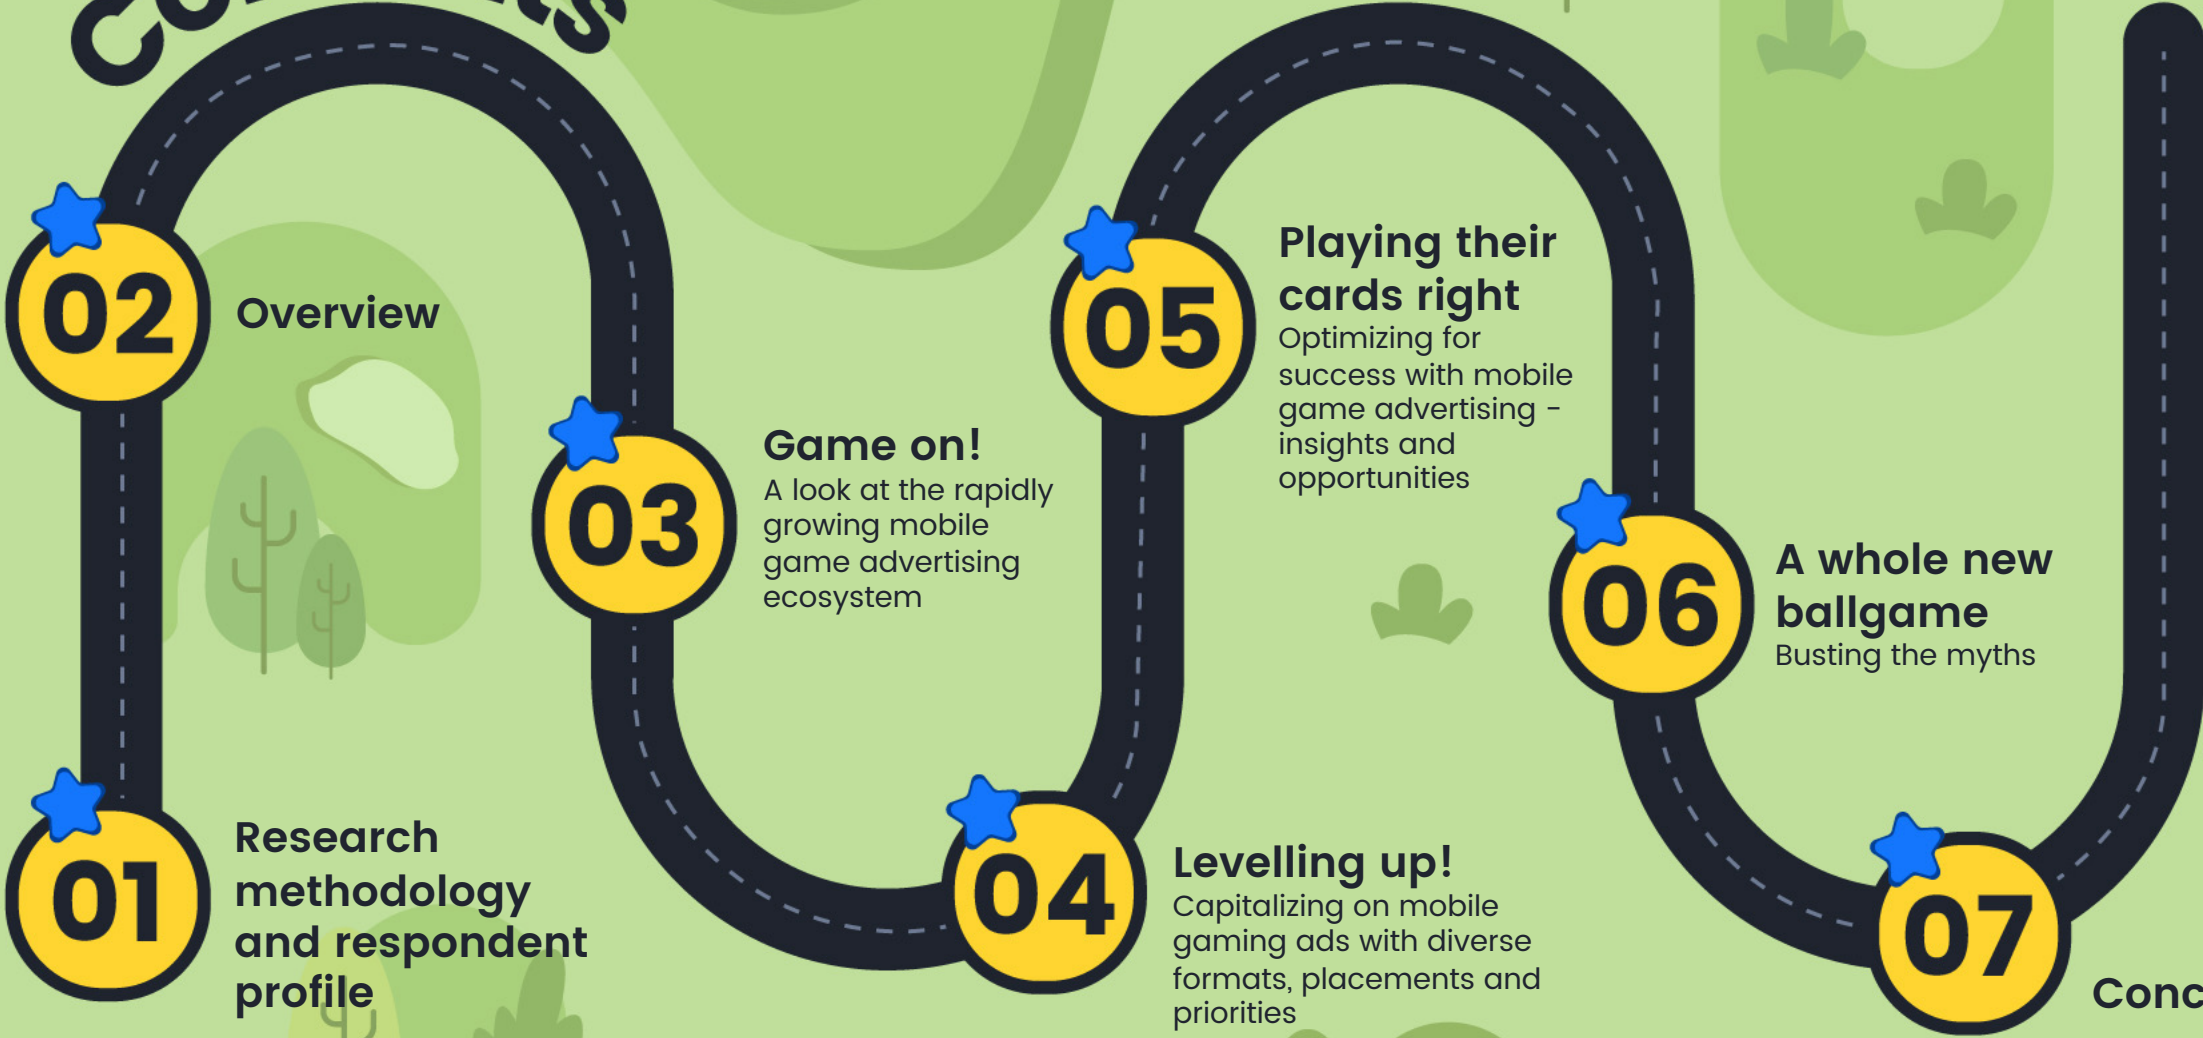 02
Overview
03
Game on!
A look at the rapidly
growing mobile
game advertising
ecosystem
05
Playing their
cards right
Optimizing for
success with mobile
game advertising -
insights and
opportunities
06
A whole new
ballgame
Busting the myths
01
Research
methodology
and respondent
profile
04
Levelling up!
Capitalizing on mobile
gaming ads with diverse
formats, placements and
priorities
07